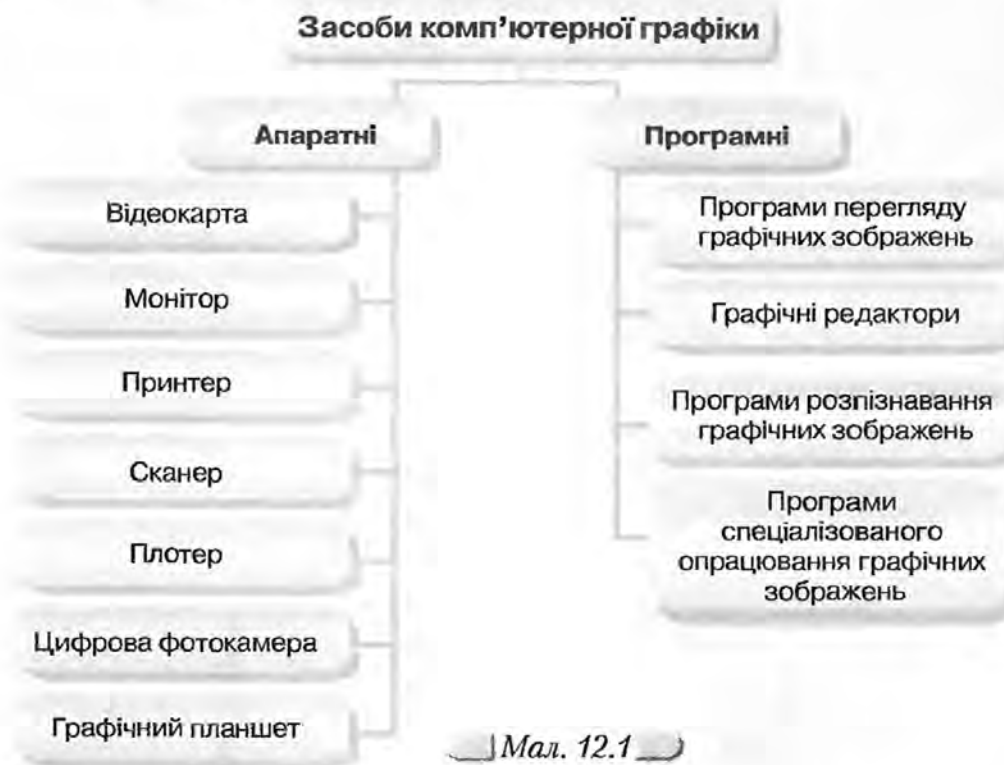 Засоби комп’ютерної графіки
Апаратні
Відеокарта
Монітор
Принтер
Сканер
Плотер
Цифрова фотокамера
Графічний планшет
Програмні
Програми перегляду
графічних зображень
Графічні редактори
Програми розпізнавання
графічних зображень
Програми
спеціалізованого
опрацювання графічних
зображень
Мал. 12.1